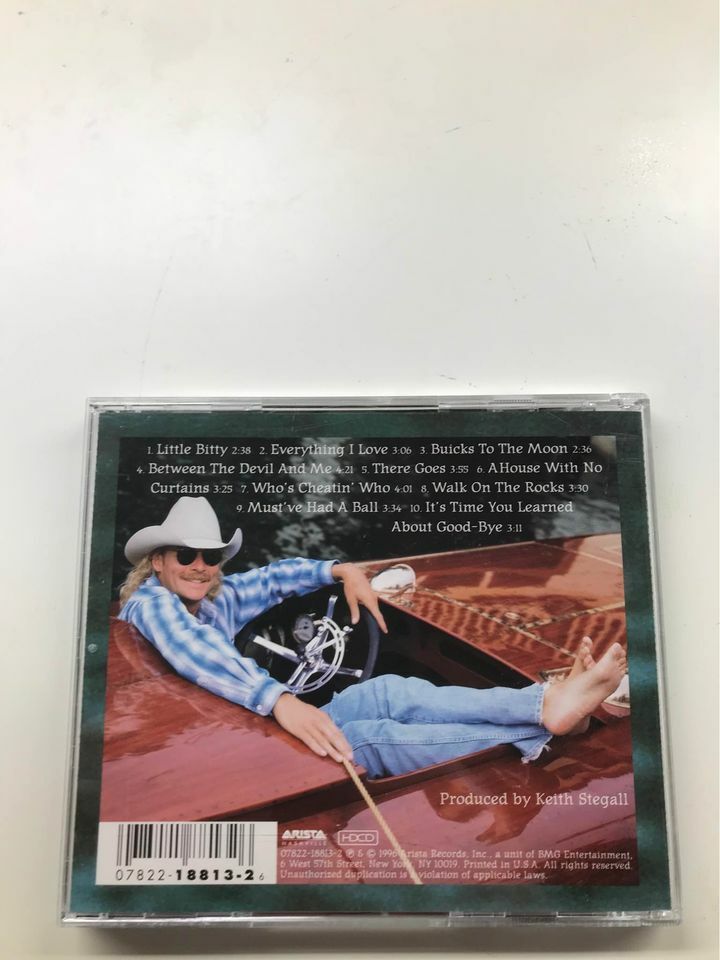 1. Little Bitty 2:38 2. Everything I Love 3:06 3. Buicks To The Moon 2:36
4. Between The Devil And Me 4:21 5. There Goes 3:55 6. A House With No
Curtains 3:25 7. Who's Cheatin' Who 4:01 8. Walk On The Rocks 3:30
9. Must've Had A Ball 3:34 10. It's Time You Learned
About Good-Bye 3:11
Produced by Keith Stegall
ARISTA
NASHVILLE
HDCD
07822-18813-2 ℗ & © 1996 Arista Records, Inc., a unit of BMG Entertainment,
6 West 57th Street, New York, NY 10019. Printed in U.S.A. All rights reserved.
Unauthorized duplication is a violation of applicable laws.
07822-18813-2 6